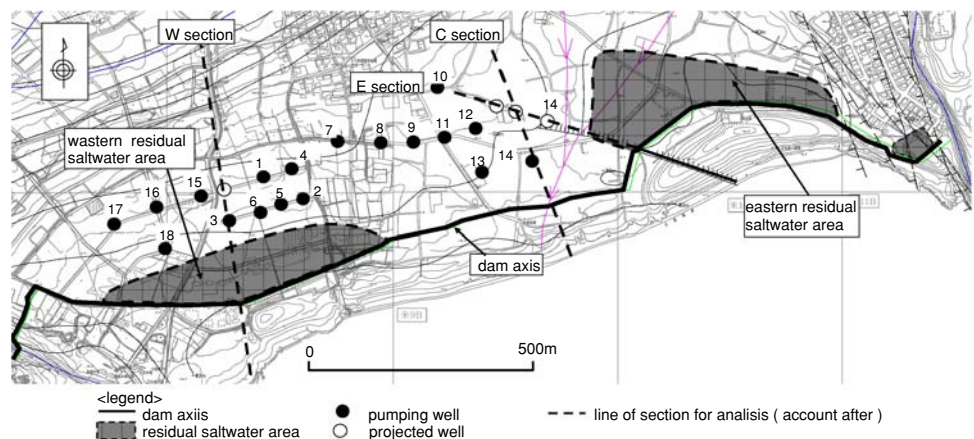 W section
C section
E section
10
14
12
11
9
8
7
4
1
15
16
17
18
3
6
5
2
13
14
wastern residual
saltwater area
eastern residual
saltwater area
dam axis
0
500m
<legend>
dam axiis
residual saltwater area
pumping well
projected well
line of section for analisis ( account after )